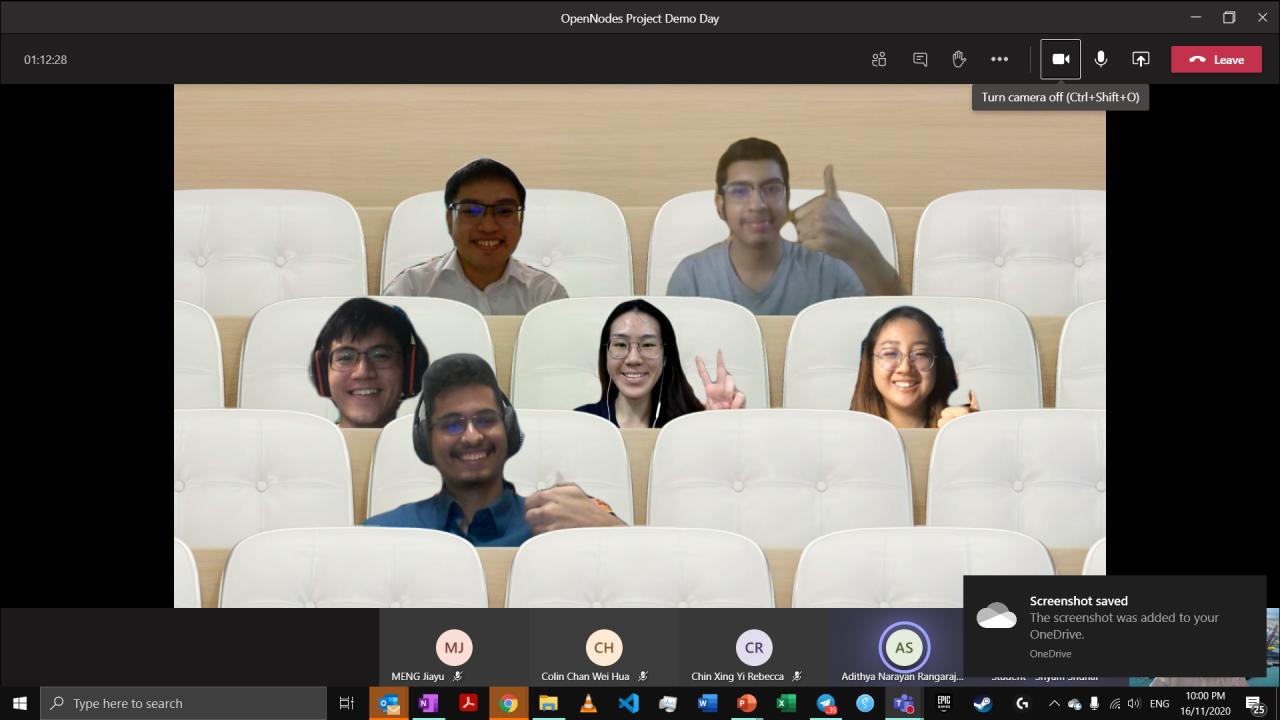 OpenNodes Project Demo Day
01:12:28
Leave
Turn camera off (Ctrl+Shift+O)
Screenshot saved
The screenshot was added to your
OneDrive.
OneDrive
MJ
CH
CR
AS
MENG Jiayu
Colin Chan Wei Hua
Chin Xing Yi Rebecca
Adithya Narayan Rangaraj...
Type here to search
EPIC
GAMES
ENG
10:00 PM
16/11/2020
25